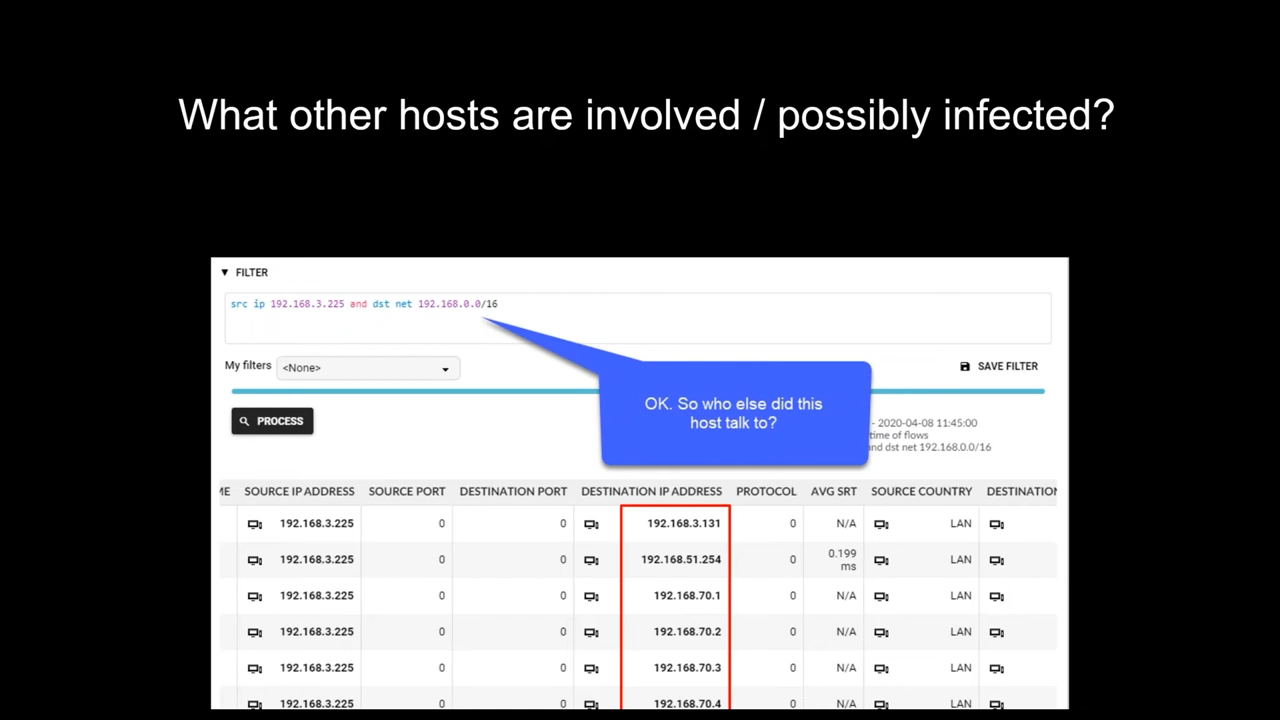 What other hosts are involved / possibly infected?
▼ FILTER
src ip 192.168.3.225 and dst net 192.168.0.0/16
My filters <None> SAVE FILTER
OK. So who else did this
host talk to?
PROCESS
- 2020-04-08 11:45:00
time of flows
and dst net 192.168.0.0/16
ME SOURCE IP ADDRESS SOURCE PORT DESTINATION PORT DESTINATION IP ADDRESS PROTOCOL AVG SRT SOURCE COUNTRY DESTINATION
192.168.3.225 0 0 192.168.3.131 0 N/A LAN
192.168.3.225 0 0 192.168.51.254 0 0.199 ms LAN
192.168.3.225 0 0 192.168.70.1 0 N/A LAN
192.168.3.225 0 0 192.168.70.2 0 N/A LAN
192.168.3.225 0 0 192.168.70.3 0 N/A LAN
192.168.3.225 0 0 192.168.70.4 0 N/A LAN